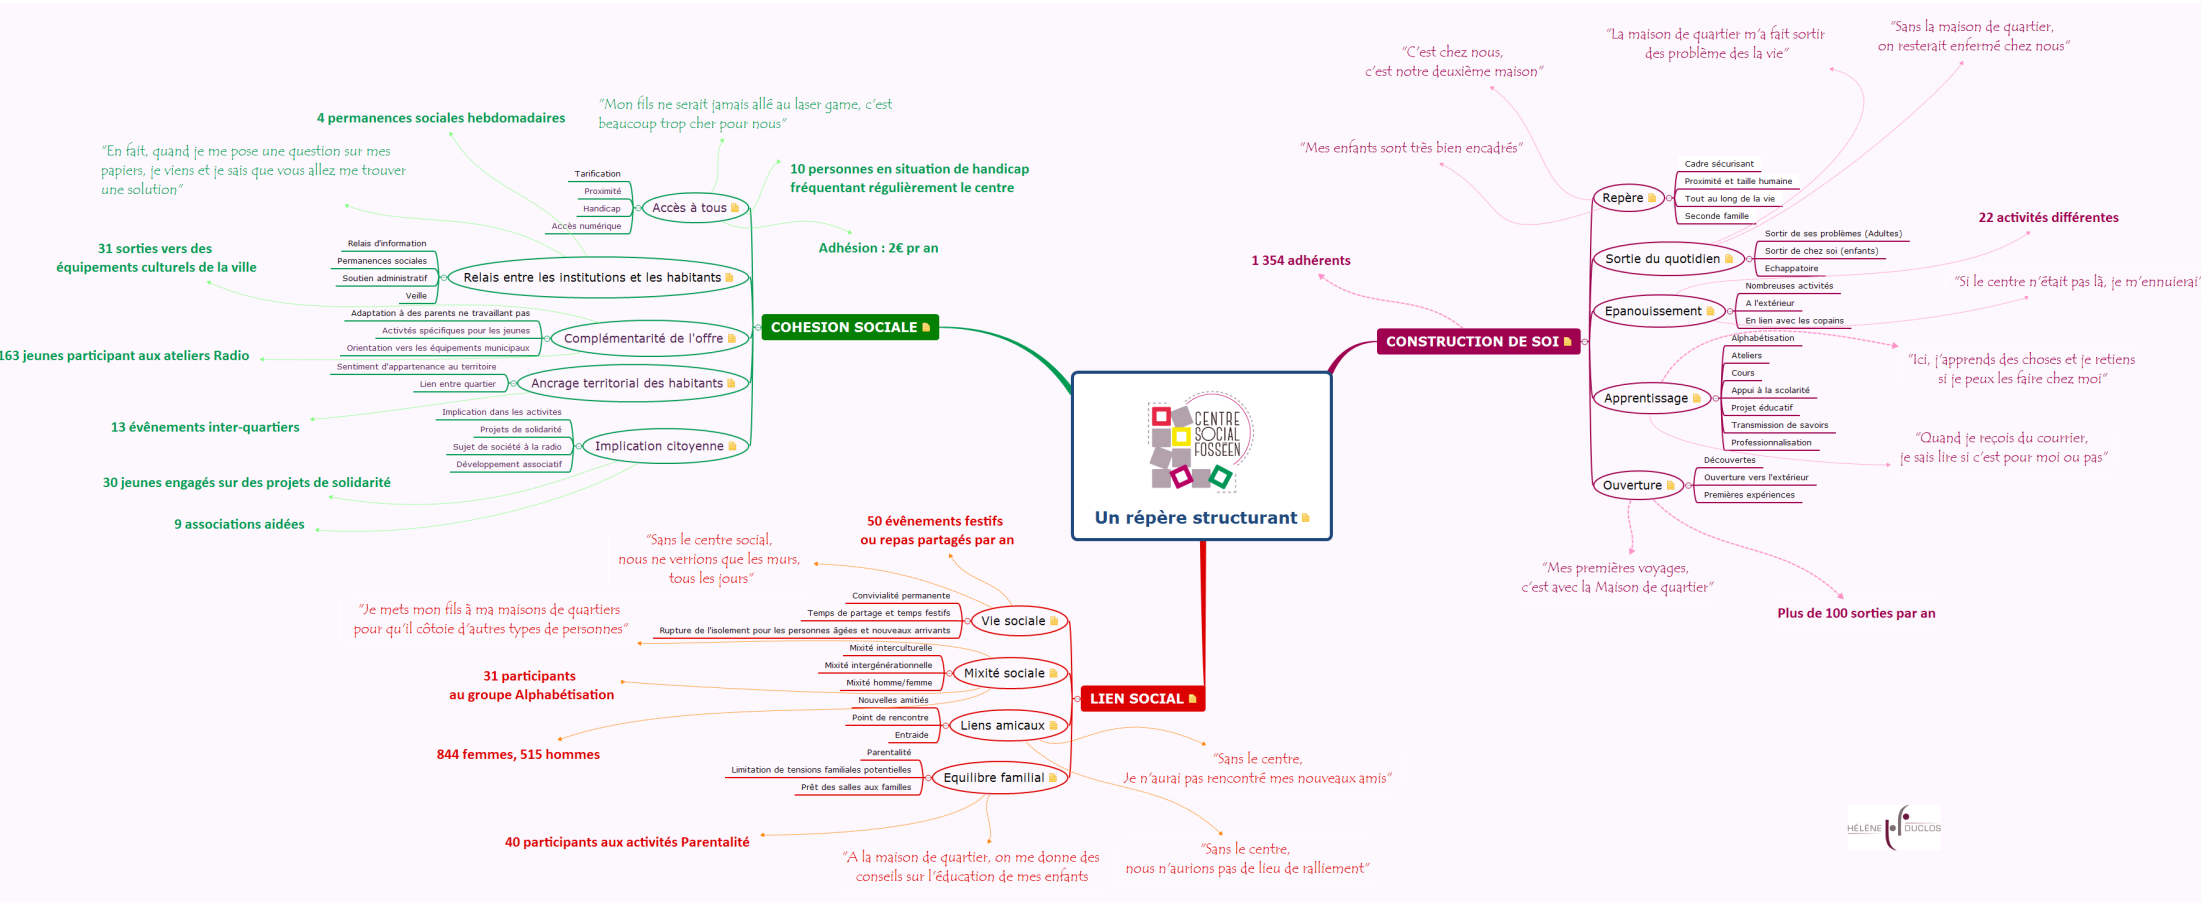 "Sans la maison de quartier,
on resterait enfermé chez nous"
"La maison de quartier m'a fait sortir
des problème des la vie"
"C'est chez nous,
c'est notre deuxième maison"
"Mes enfants sont très bien encadrés"
Repère
Cadre sécurisant
Proximité et taille humaine
Tout au long de la vie
Seconde famille
22 activités différentes
Sortie du quotidien
Sortir de ses problèmes (Adultes)
Sortir de chez soi (enfants)
Echappatoire
1 354 adhérents
"Si le centre n'était pas là, je m'ennuierai"
Epanouissement
Nombreuses activités
A l'extérieur
En lien avec les copains
CONSTRUCTION DE SOI
Apprentissage
Alphabétisation
Ateliers
Cours
Appui à la scolarité
Projet éducatif
Transmission de savoirs
Professionnalisation
"Ici, j'apprends des choses et je retiens
si je peux les faire chez moi"
"Quand je reçois du courrier,
je sais lire si c'est pour moi ou pas"
Ouverture
Découvertes
Ouverture vers l'extérieur
Premières expériences
"Mes premières voyages,
c'est avec la Maison de quartier"
Plus de 100 sorties par an
CENTRE
SOCIAL
FOSSÉEN
Un répère structurant
COHESION SOCIALE
"Mon fils ne serait jamais allé au laser game, c'est
beaucoup trop cher pour nous"
4 permanences sociales hebdomadaires
"En fait, quand je me pose une question sur mes
papiers, je viens et je sais que vous allez me trouver
une solution"
10 personnes en situation de handicap
fréquentant régulièrement le centre
Accès à tous
Tarification
Proximité
Handicap
Accès numérique
Adhésion : 2€ pr an
31 sorties vers des
équipements culturels de la ville
Relais entre les institutions et les habitants
Relais d'information
Permanences sociales
Soutien administratif
Veille
Complémentarité de l'offre
Adaptation à des parents ne travaillant pas
Activtés spécifiques pour les jeunes
Orientation vers les équipements municipaux
163 jeunes participant aux ateliers Radio
Ancrage territorial des habitants
Sentiment d'appartenance au territoire
Lien entre quartier
13 évênements inter-quartiers
Implication citoyenne
Implication dans les activites
Projets de solidarité
Sujet de société à la radio
Développement associatif
30 jeunes engagés sur des projets de solidarité
9 associations aidées
LIEN SOCIAL
50 évênements festifs
ou repas partagés par an
"Sans le centre social,
nous ne verrions que les murs,
tous les jours"
Vie sociale
Convivialité permanente
Temps de partage et temps festifs
Rupture de l'isolement pour les personnes âgées et nouveaux arrivants
"Je mets mon fils à ma maisons de quartiers
pour qu'il côtoie d'autres types de personnes"
Mixité sociale
Mixité interculturelle
Mixité intergénérationnelle
Mixité homme/femme
31 participants
au groupe Alphabétisation
844 femmes, 515 hommes
Liens amicaux
Nouvelles amitiés
Point de rencontre
Entraide
"Sans le centre,
Je n'aurai pas rencontré mes nouveaux amis"
Equilibre familial
Parentalité
Limitation de tensions familiales potentielles
Prêt des salles aux familles
40 participants aux activités Parentalité
"A la maison de quartier, on me donne des
conseils sur l'éducation de mes enfants
"Sans le centre,
nous n'aurions pas de lieu de ralliement"
HÉLÈNE DUCLOS